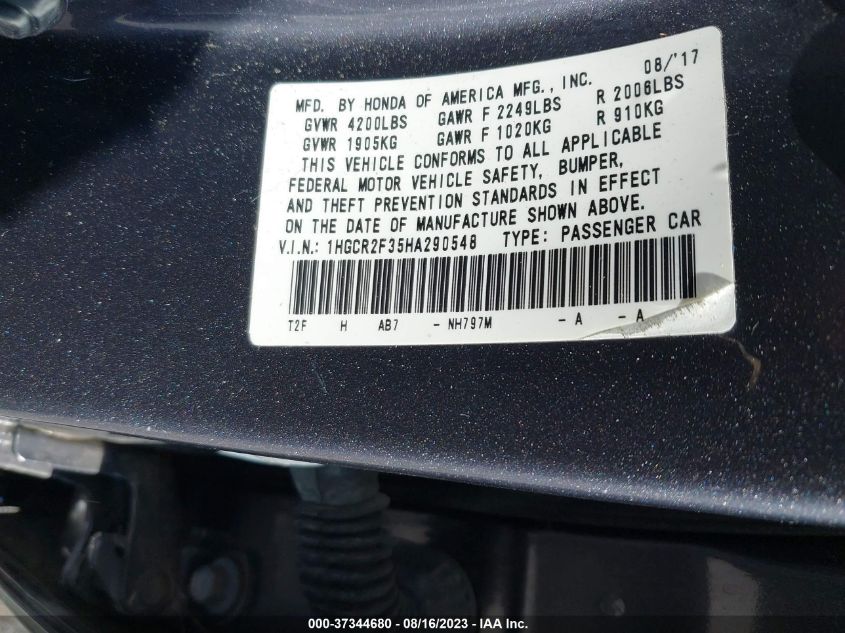 08/'17
MFD. BY HONDA OF AMERICA MFG., INC.
GVWR 4200LBS GAWR F 2249LBS R 2006LBS
GVWR 1905KG GAWR F 1020KG R 910KG
THIS VEHICLE CONFORMS TO ALL APPLICABLE
FEDERAL MOTOR VEHICLE SAFETY, BUMPER,
AND THEFT PREVENTION STANDARDS IN EFFECT
ON THE DATE OF MANUFACTURE SHOWN ABOVE.
V.I.N.: 1HGCR2F35HA290548 TYPE: PASSENGER CAR
T2F H AB7 - NH797M - A - A
000-37344680 - 08/16/2023 - IAA Inc.